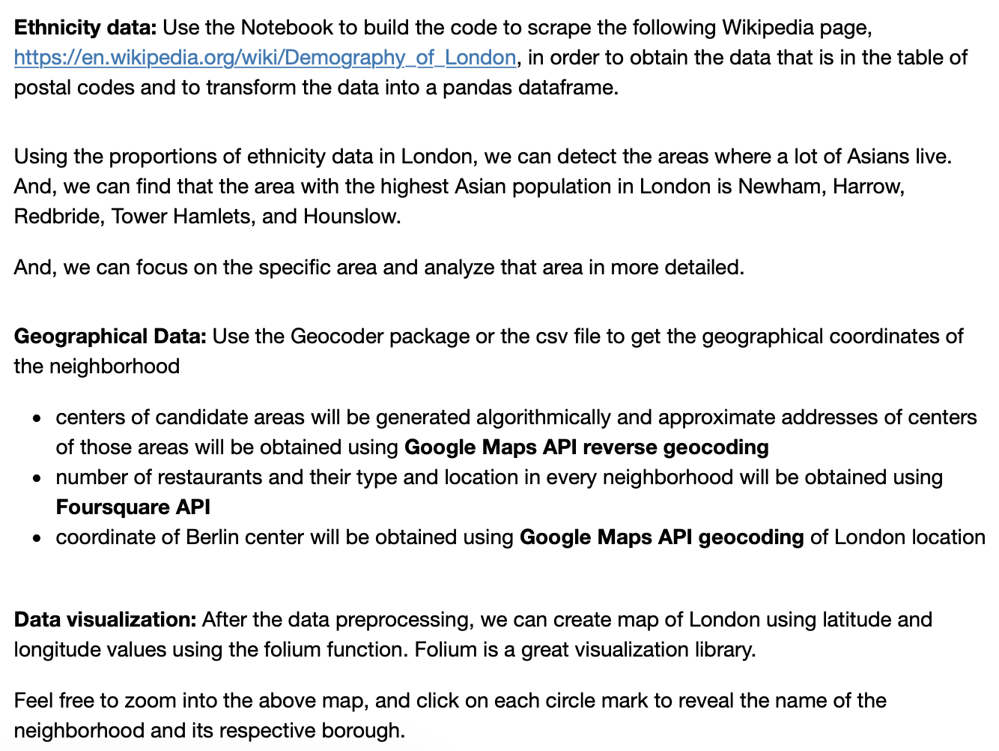 Ethnicity data: Use the Notebook to build the code to scrape the following Wikipedia page,
https://en.wikipedia.org/wiki/Demography_of_London, in order to obtain the data that is in the table of
postal codes and to transform the data into a pandas dataframe.
Using the proportions of ethnicity data in London, we can detect the areas where a lot of Asians live.
And, we can find that the area with the highest Asian population in London is Newham, Harrow,
Redbride, Tower Hamlets, and Hounslow.
And, we can focus on the specific area and analyze that area in more detailed.
Geographical Data: Use the Geocoder package or the csv file to get the geographical coordinates of
the neighborhood
• centers of candidate areas will be generated algorithmically and approximate addresses of centers
of those areas will be obtained using Google Maps API reverse geocoding
• number of restaurants and their type and location in every neighborhood will be obtained using
Foursquare API
• coordinate of Berlin center will be obtained using Google Maps API geocoding of London location
Data visualization: After the data preprocessing, we can create map of London using latitude and
longitude values using the folium function. Folium is a great visualization library.
Feel free to zoom into the above map, and click on each circle mark to reveal the name of the
neighborhood and its respective borough.